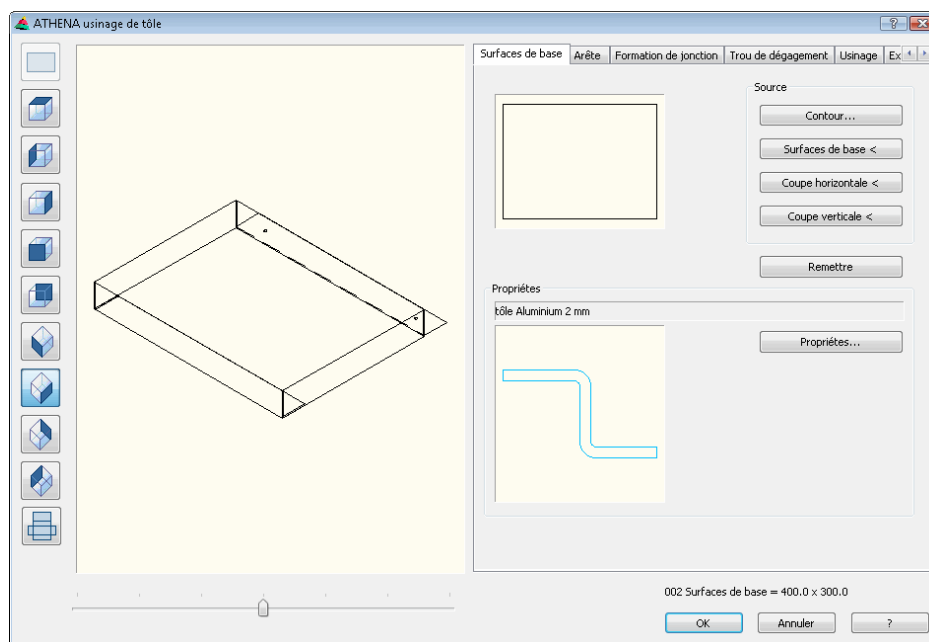 ATHENA usinage de tôle
Surfaces de base
Arête
Formation de jonction
Trou de dégagement
Usinage
Ex
Source
Contour...
Surfaces de base <
Coupe horizontale <
Coupe verticale <
Remettre
Propriétes
tôle Aluminium 2 mm
Propriétes...
002 Surfaces de base = 400.0 x 300.0
OK
Annuler
?